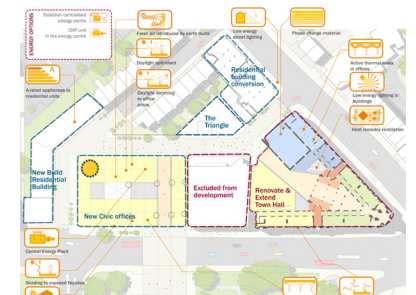 ENERGY OPTIONS
Establish centralised
energy centre
CHP unit
in the energy centre
Fresh air introduced by earth ducts
Low energy
street lighting
Phase change material
A rated appliances to
residential units
Daylight optimised
Daylight dimming
to office
areas
Residential
building
conversion
Active thermal mass
in offices
Low energy lighting in
Buildings
Heat recovery ventilation
The
Triangle
New Build
Residential
Building
Excluded from
development
Renovate &
Extend
Town Hall
New Civic offices
Central Energy Plant
Shading to exposed facades